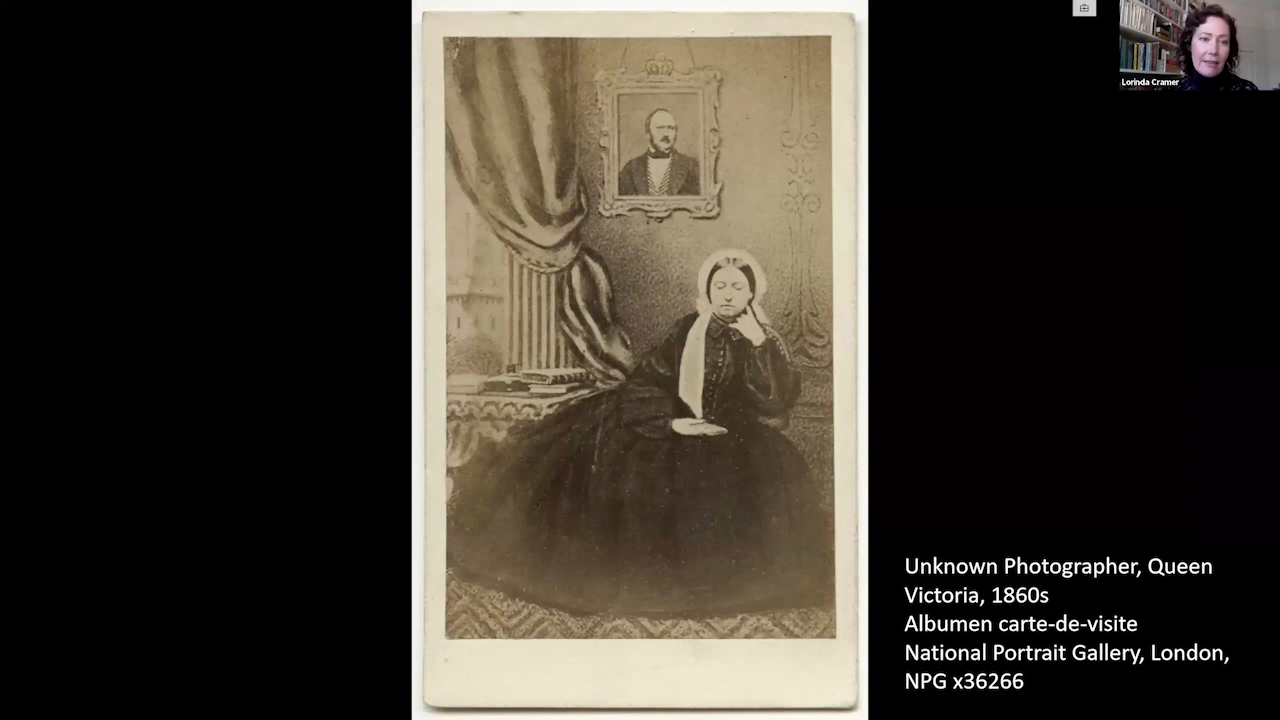 Lorinda Cramer
Unknown Photographer, Queen
Victoria, 1860s
Albumen carte-de-visite
National Portrait Gallery, London,
NPG x36266